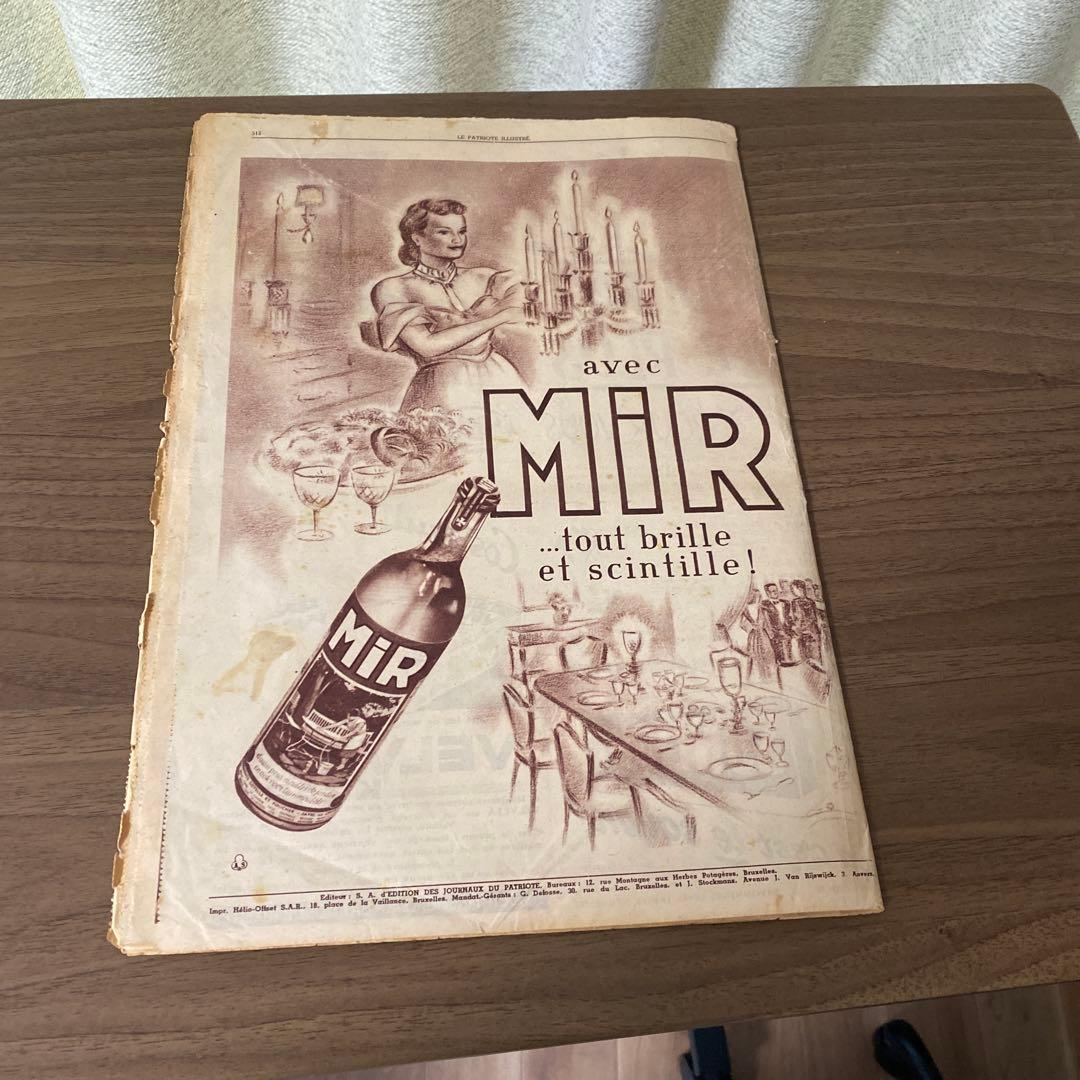 512
LE PATRIOTE ILLUSTRÉ
avec
MiR
...tout brille
et scintille!
MiR
A.S
Editeur : S. A. d'EDITION DES JOURNAUX DU PATRIOTE. Bureaux : 12, rue Montagne aux Herbes Potagères, Bruxelles.
Impr. Hélio-Offset S.A.R., 18, place de la Vaillance, Bruxelles. Mandat.-Gérants : G. Delosse, 30, rue du Lac, Bruxelles, et J. Stockmans, Avenue J. Van Rijswijck, 3, Anvers.